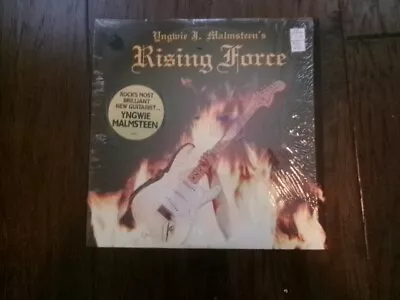 Yngwie J. Malmsteen's
Rising Force
ROCK'S MOST
BRILLIANT
NEW GUITARIST...
YNGWIE
MALMSTEEN